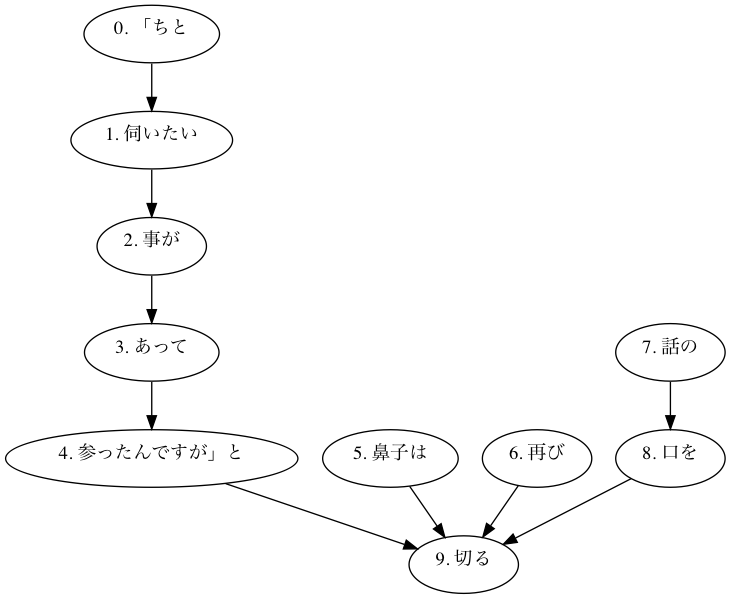 0. 「ちと
1. 伺いたい
2. 事が
3. あって
7. 話の
4. 参ったんですが」と
5. 鼻子は
6. 再び
8. 口を
9. 切る